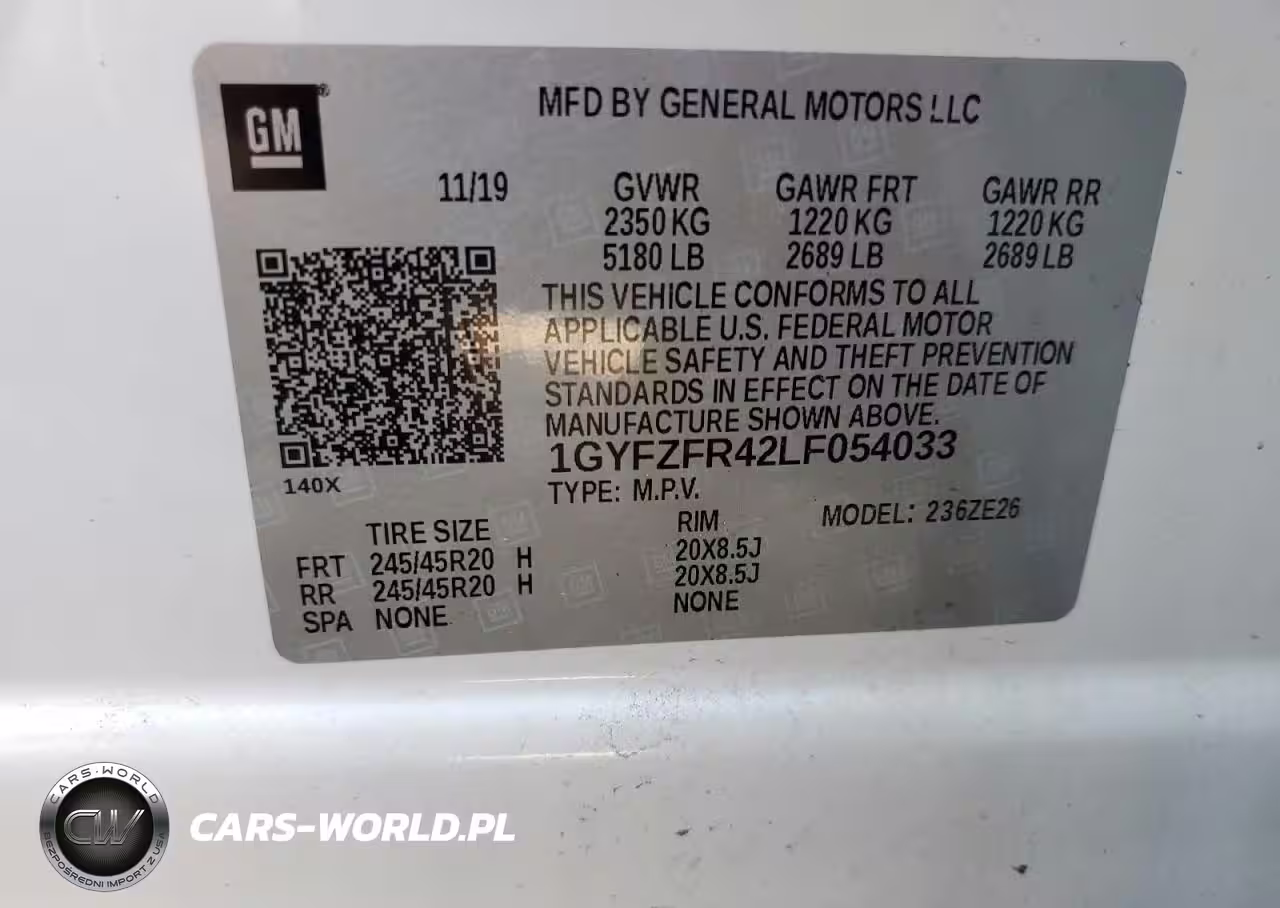 GM®
MFD BY GENERAL MOTORS LLC
11/19 GVWR GAWR FRT GAWR RR
2350 KG 1220 KG 1220 KG
5180 LB 2689 LB 2689 LB
THIS VEHICLE CONFORMS TO ALL
APPLICABLE U.S. FEDERAL MOTOR
VEHICLE SAFETY AND THEFT PREVENTION
STANDARDS IN EFFECT ON THE DATE OF
MANUFACTURE SHOWN ABOVE.
1GYFZFR42LF054033
140X
TYPE: M.P.V.
MODEL: 236ZE26
TIRE SIZE RIM
FRT 245/45R20 H 20X8.5J
RR 245/45R20 H 20X8.5J
SPA NONE NONE
CARS-WORLD
CW
BEZPOŚREDNI IMPORT Z USA
CARS-WORLD.PL